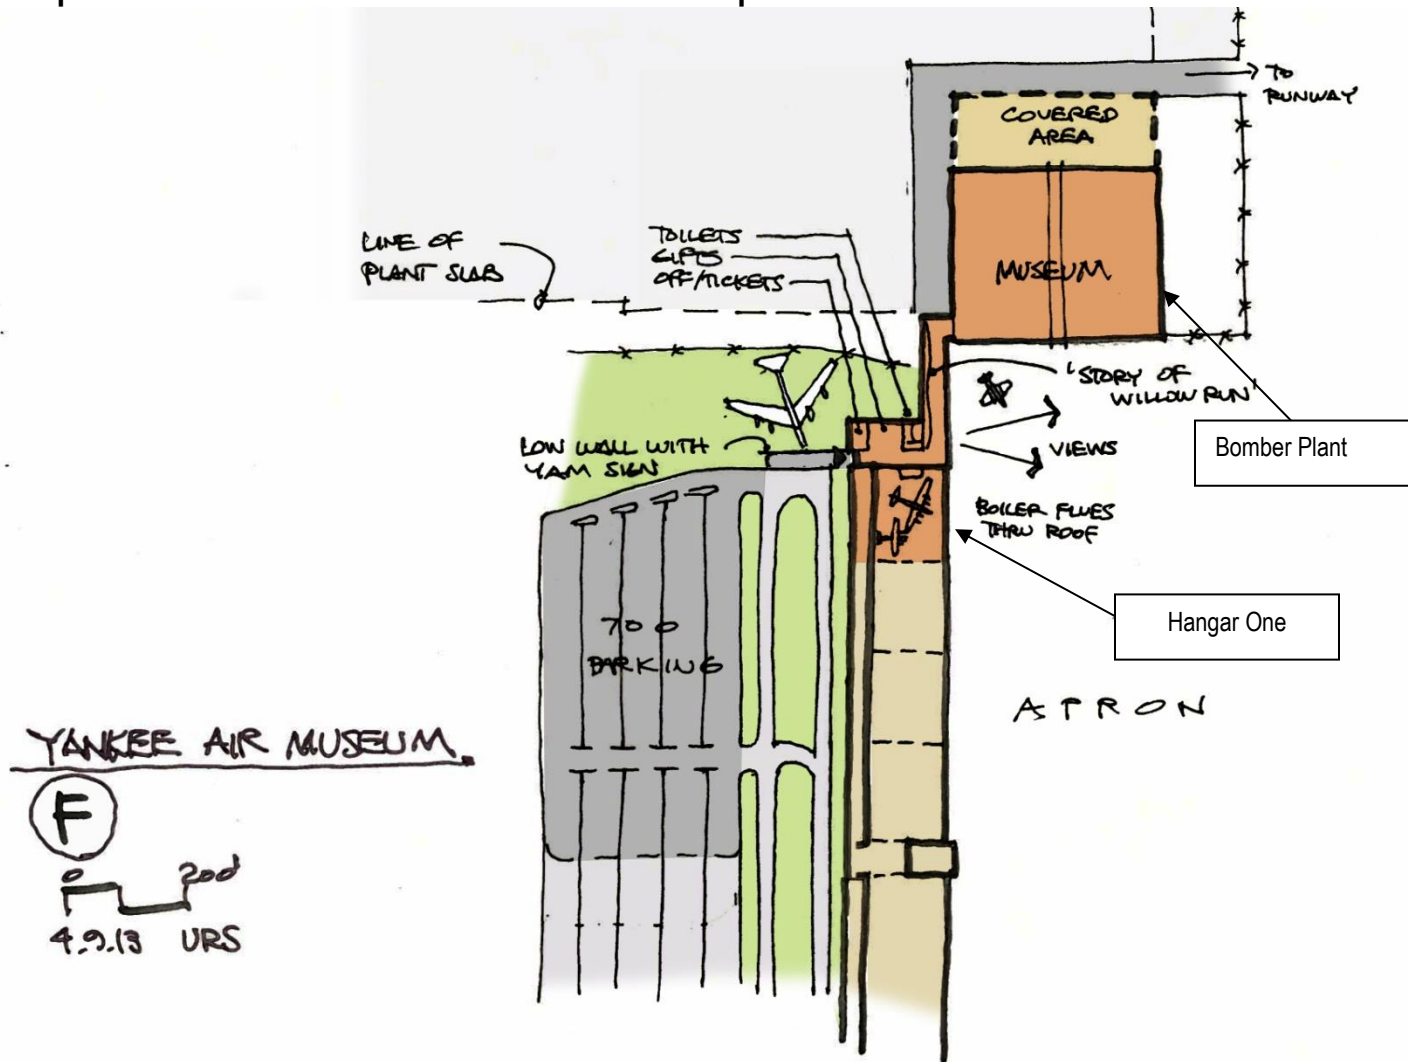 TO
RUNWAY
COVERED
AREA
LINE OF
PLANT SLAB
TOILETS
GIFTS
OFF/TICKETS
MUSEUM
'STORY OF
WILLOW RUN'
LOW WALL WITH
YAM SIGN
VIEWS
Bomber Plant
BOILER FLUES
THRU ROOF
Hangar One
700
PARKING
APRON
YANKEE AIR MUSEUM.
F
0 200'
4.9.13 URS